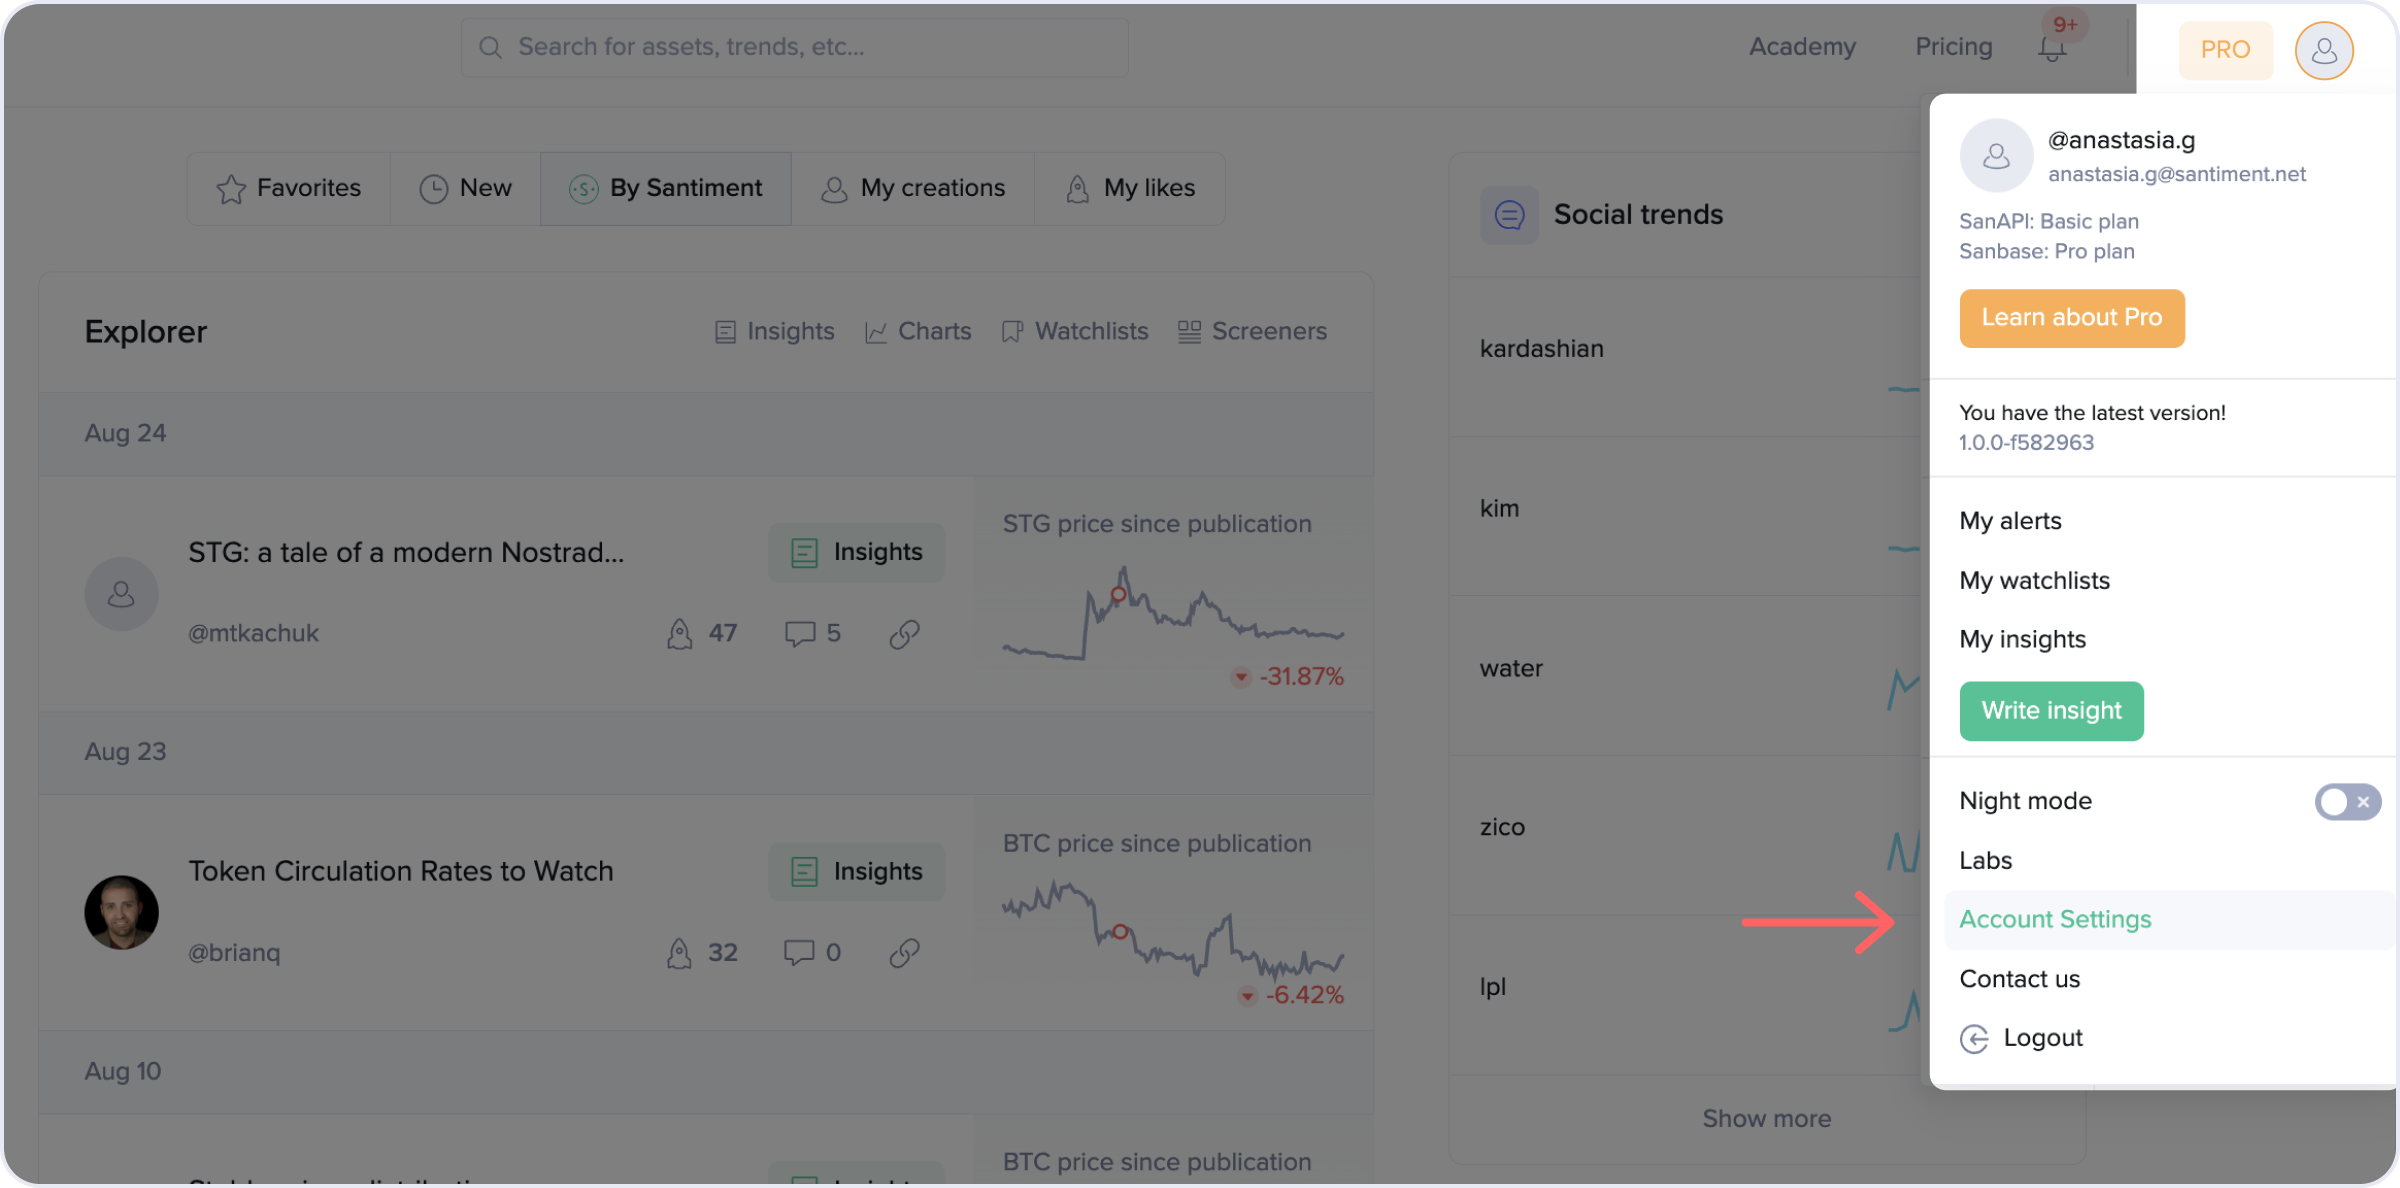 Search for assets, trends, etc...
Academy
Pricing
9+
PRO
Favorites
New
By Santiment
My creations
My likes
Explorer
Insights
Charts
Watchlists
Screeners
Aug 24
STG: a tale of a modern Nostrad...
Insights
@mtkachuk
47
5
STG price since publication
-31.87%
Aug 23
Token Circulation Rates to Watch
Insights
@brianq
32
0
BTC price since publication
-6.42%
Aug 10
BTC price since publication
Social trends
kardashian
kim
water
zico
lpl
Show more
@anastasia.g
anastasia.g@santiment.net
SanAPI: Basic plan
Sanbase: Pro plan
Learn about Pro
You have the latest version!
1.0.0-f582963
My alerts
My watchlists
My insights
Write insight
Night mode
Labs
Account Settings
Contact us
Logout